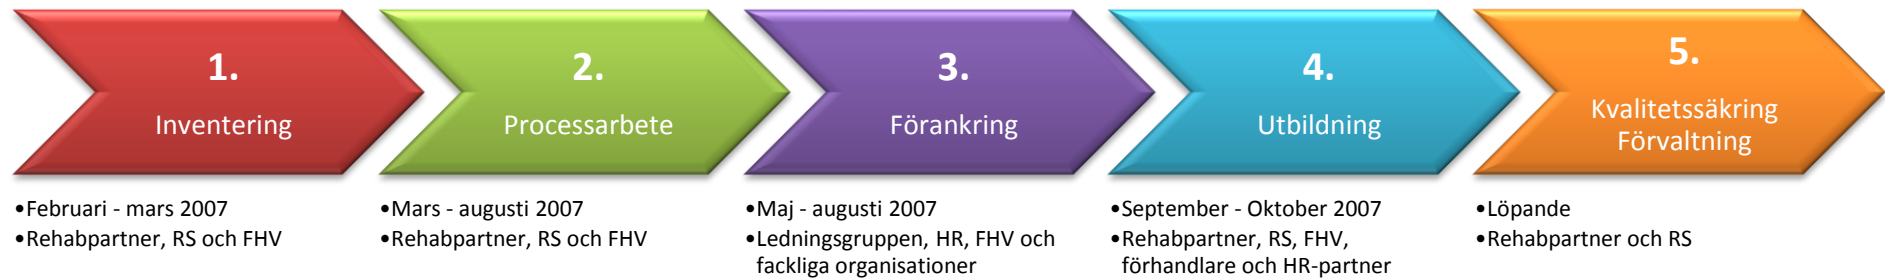 1.
Inventering
•Februari - mars 2007
•Rehabpartner, RS och FHV
2.
Processarbete
•Mars - augusti 2007
•Rehabpartner, RS och FHV
3.
Förankring
•Maj - augusti 2007
•Ledningsgruppen, HR, FHV och
fackliga organisationer
4.
Utbildning
•September - Oktober 2007
•Rehabpartner, RS, FHV,
förhandlare och HR-partner
5.
Kvalitetssäkring
Förvaltning
•Löpande
•Rehabpartner och RS